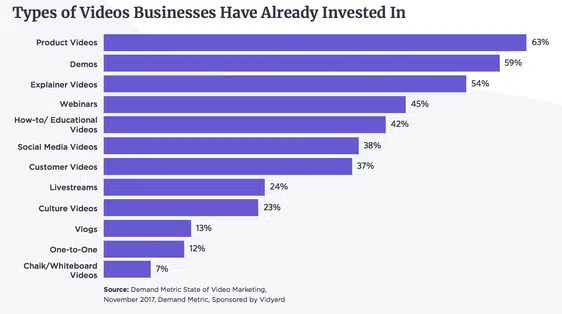 Types of Videos Businesses Have Already Invested In
Product Videos 63%
Demos 59%
Explainer Videos 54%
Webinars 45%
How-to/ Educational
Videos 42%
Social Media Videos 38%
Customer Videos 37%
Livestreams 24%
Culture Videos 23%
Vlogs 13%
One-to-One 12%
Chalk/Whiteboard
Videos 7%
Source: Demand Metric State of Video Marketing,
November 2017, Demand Metric, Sponsored by Vidyard